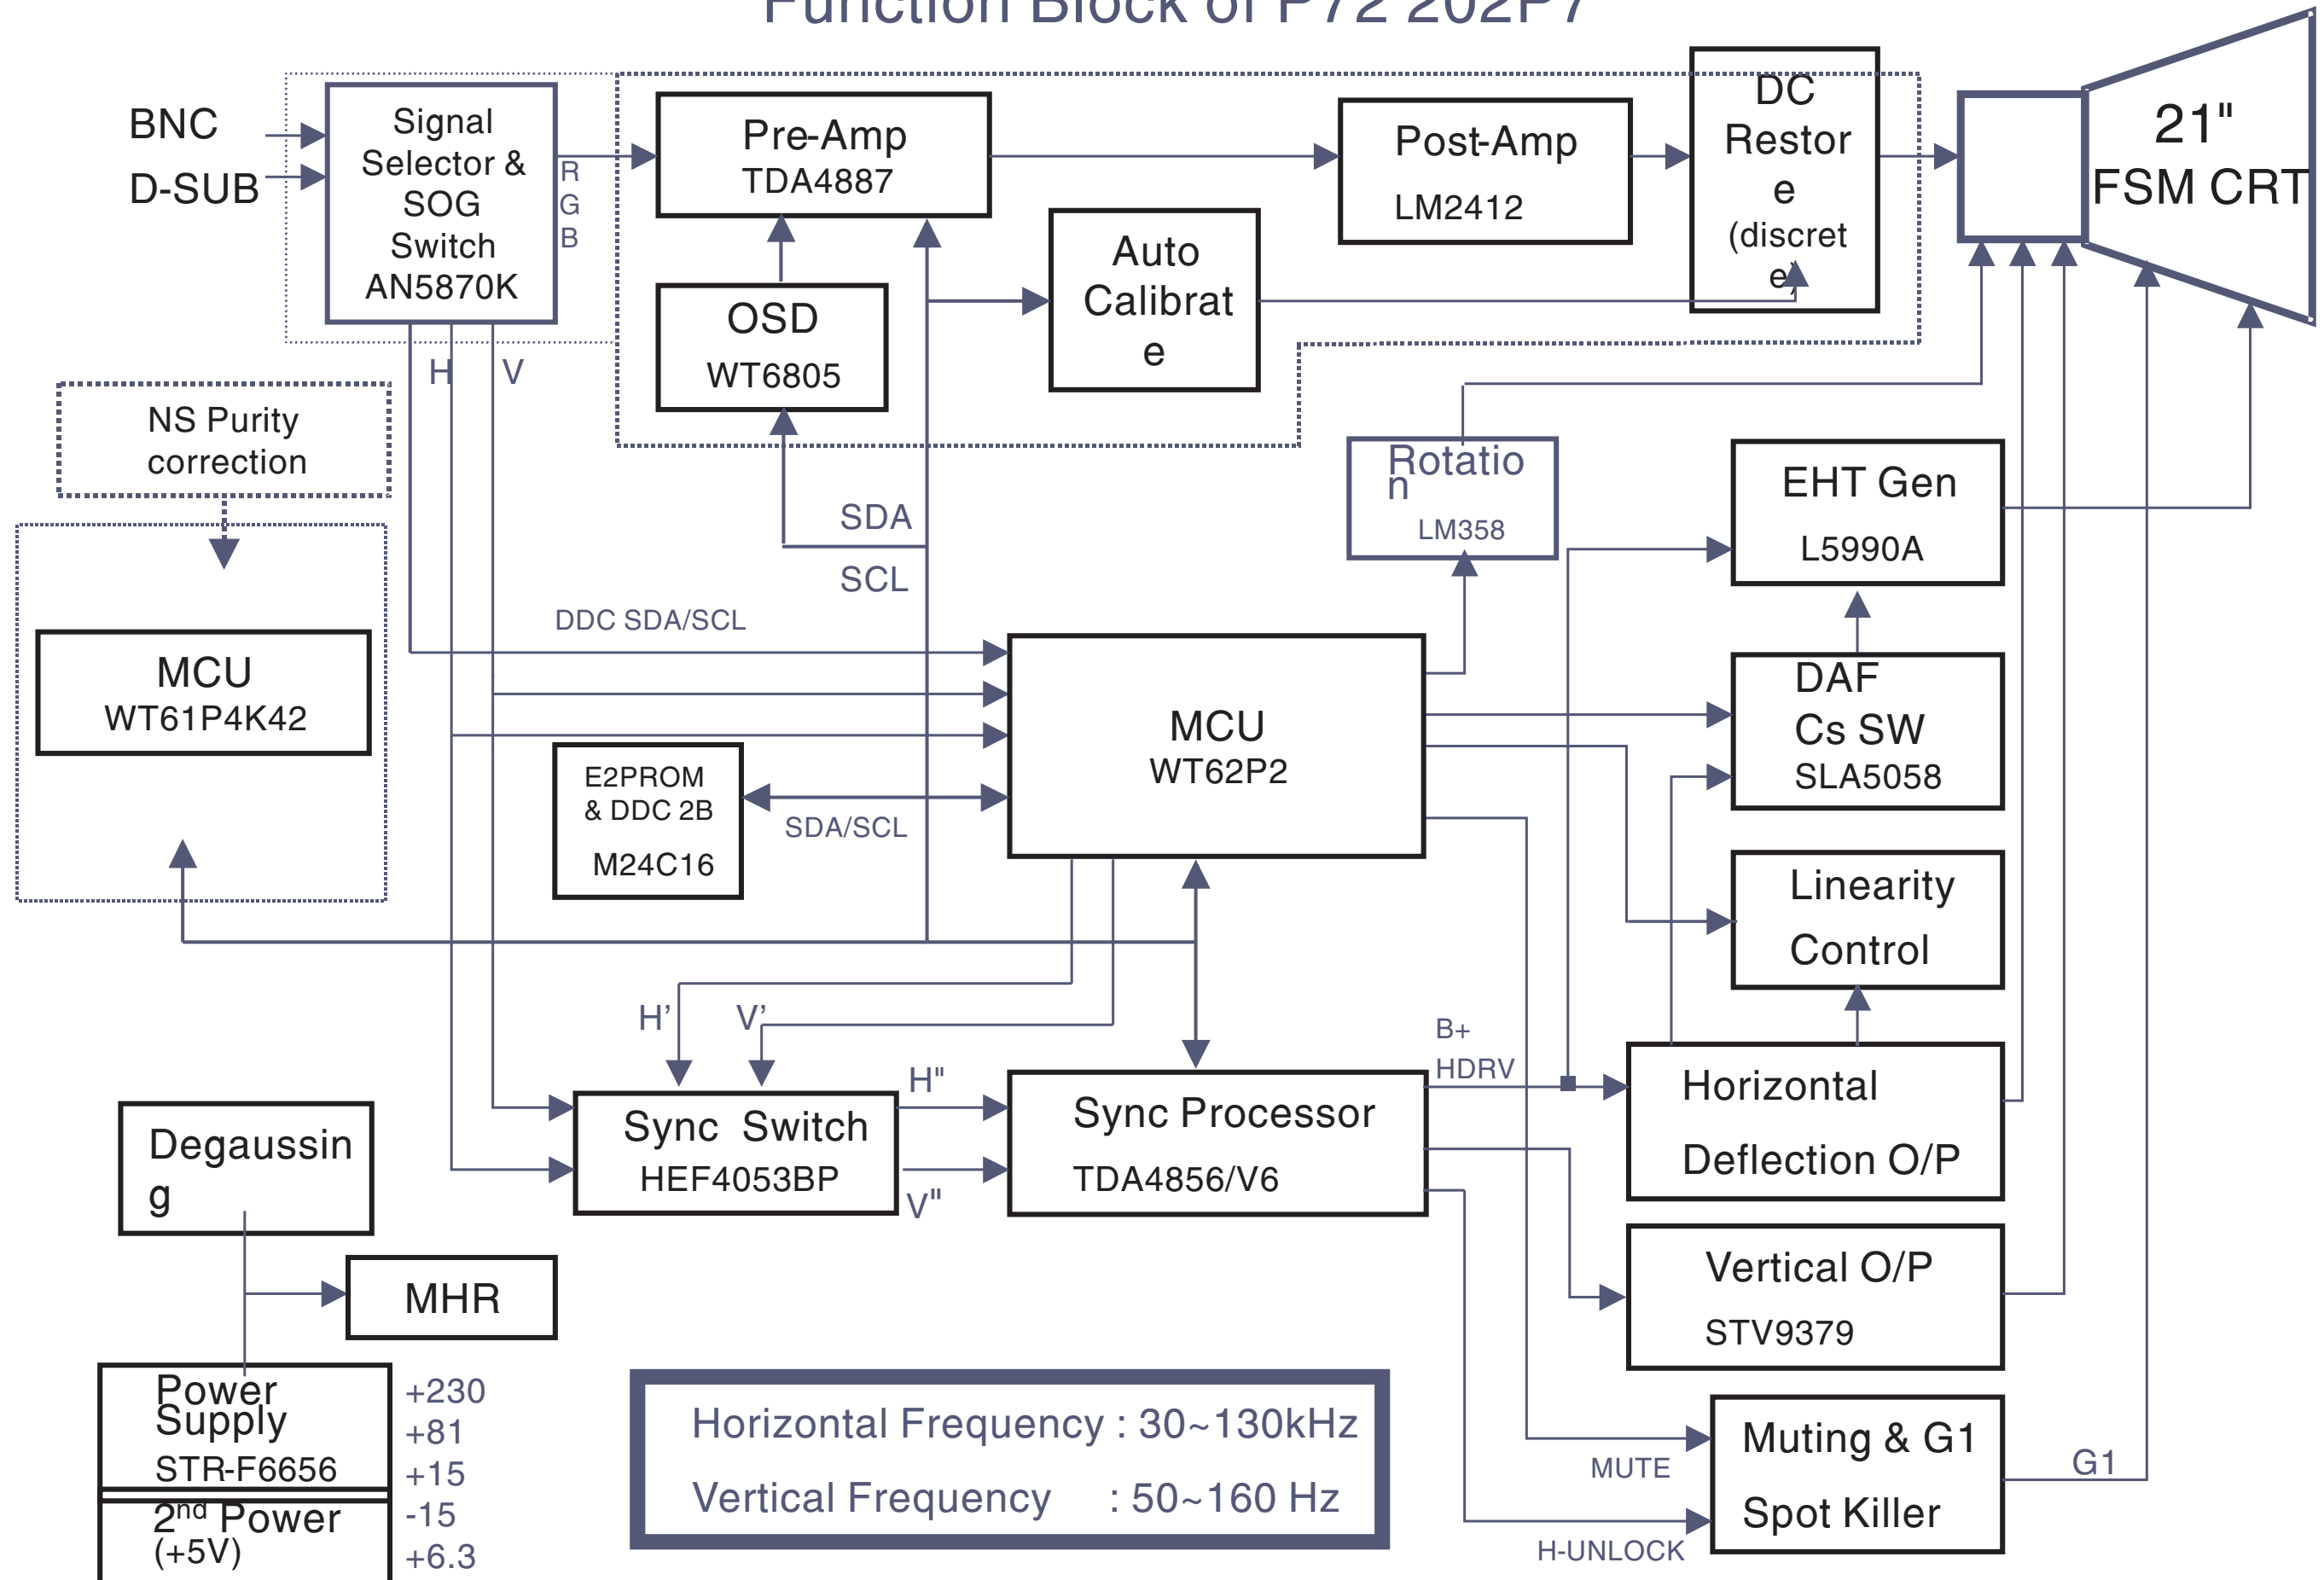 Function Block of P72 202P7
BNC
D-SUB
Signal
Selector &
SOG
Switch
AN5870K
R
G
B
Pre-Amp
TDA4887
Post-Amp
LM2412
DC
Restor
e
(discret
e)
21"
FSM CRT
OSD
WT6805
Auto
Calibrat
e
H
V
NS Purity
correction
SDA
SCL
Rotatio
n
LM358
EHT Gen
L5990A
DDC SDA/SCL
MCU
WT61P4K42
MCU
WT62P2
DAF
Cs SW
SLA5058
E2PROM
& DDC 2B
M24C16
SDA/SCL
Linearity
Control
H’
V’
B+
HDRV
H"
V"
Sync Switch
HEF4053BP
Sync Processor
TDA4856/V6
Horizontal
Deflection O/P
Degaussin
g
MHR
Vertical O/P
STV9379
Power
Supply
STR-F6656
2nd Power
(+5V)
+230
+81
+15
-15
+6.3
Horizontal Frequency : 30~130kHz
Vertical Frequency : 50~160 Hz
MUTE
H-UNLOCK
Muting & G1
Spot Killer
G1